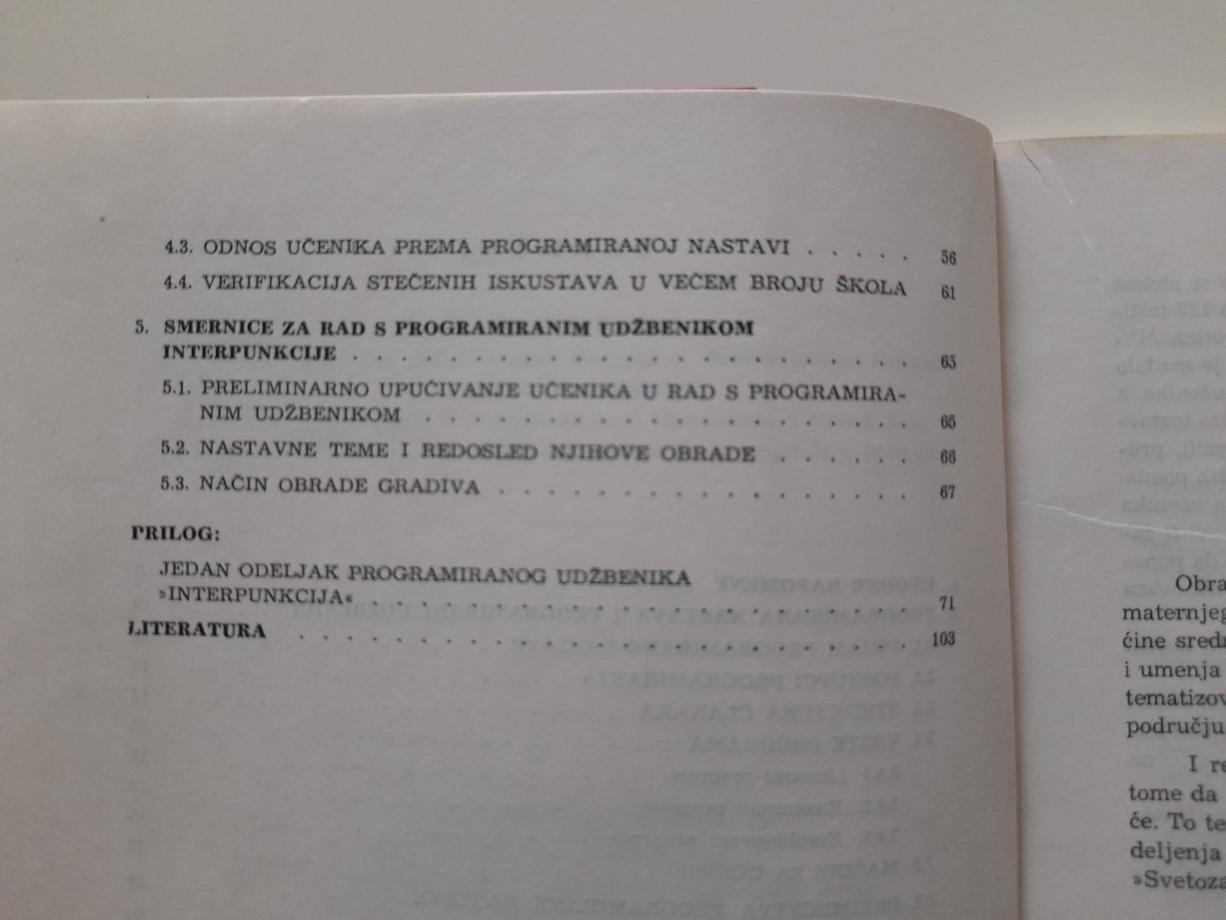 4.3. ODNOS UČENIKA PREMA PROGRAMIRANOJ NASTAVI . . . . . 56
4.4. VERIFIKACIJA STEČENIH ISKUSTAVA U VEĆEM BROJU ŠKOLA 61
5. SMERNICE ZA RAD S PROGRAMIRANIM UDŽBENIKOM
INTERPUNKCIJE . . . . . . . . . . . . . . . . . . . . 65
5.1. PRELIMINARNO UPUĆIVANJE UČENIKA U RAD S PROGRAMIRA-
NIM UDŽBENIKOM . . . . . . . . . . . . . . . . . . 65
5.2. NASTAVNE TEME I REDOSLED NJIHOVE OBRADE . . . . . . 66
5.3. NAČIN OBRADE GRADIVA . . . . . . . . . . . . . . . 67
PRILOG:
JEDAN ODELJAK PROGRAMIRANOG UDŽBENIKA
»INTERPUNKCIJA« . . . . . . . . . . . . . . . . . . . 71
LITERATURA . . . . . . . . . . . . . . . . . . . . . . 103
Obra
maternjeg
ćine sredn
i umenja
tematizov
području
I re
tome da
će. To te
deljenja
»Svetoza